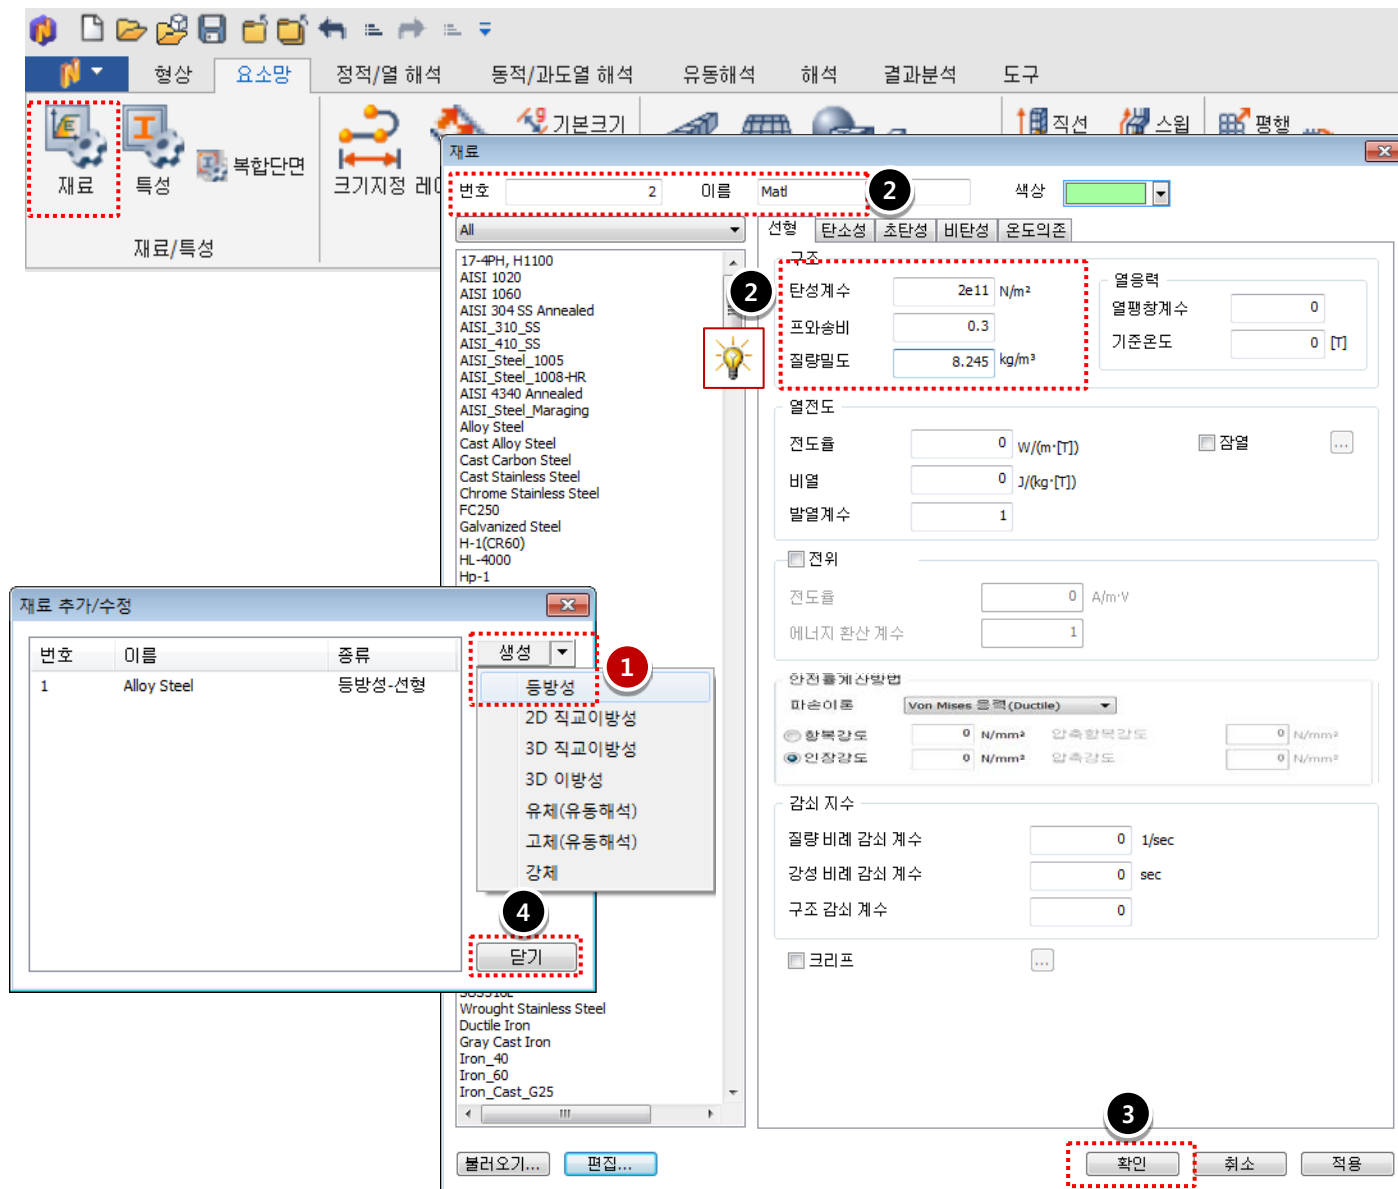 형상 요소망 정적/열 해석 동적/과도열 해석 유동해석 해석 결과분석 도구
재료
특성
복합단면
크기지정
기본크기
직선
스윕
평행
재료/특성
재료
번호 2 이름 Matl 색상
2
All
17-4PH, H1100
AISI 1020
AISI 1060
AISI 304 SS Annealed
AISI_310_SS
AISI_410_SS
AISI_Steel_1005
AISI_Steel_1008-HR
AISI 4340 Annealed
AISI_Steel_Maraging
Alloy Steel
Cast Alloy Steel
Cast Carbon Steel
Cast Stainless Steel
Chrome Stainless Steel
FC250
Galvanized Steel
H-1(CR60)
HL-4000
Hp-1
Wrought Stainless Steel
Ductile Iron
Gray Cast Iron
Iron_40
Iron_60
Iron_Cast_G25
불러오기... 편집...
선형 탄소성 초탄성 비탄성 온도의존
구조
2
탄성계수 2e11 N/m²
프와송비 0.3
질량밀도 8.245 kg/m³
열응력
열팽창계수 0
기준온도 0 [T]
열전도
전도율 0 W/(m·[T])
잠열 ...
비열 0 J/(kg·[T])
발열계수 1
전위
전도율 0 A/m·V
에너지 환산 계수 1
안전률계산방법
파손이론 Von Mises 응력(Ductile)
항복강도 0 N/mm² 압축항복강도 0 N/mm²
인장강도 0 N/mm² 압축강도 0 N/mm²
감쇠 지수
질량 비례 감쇠 계수 0 1/sec
강성 비례 감쇠 계수 0 sec
구조 감쇠 계수 0
크리프 ...
3
확인 취소 적용
재료 추가/수정
번호 이름 종류
1 Alloy Steel 등방성-선형
생성
1
등방성
2D 직교이방성
3D 직교이방성
3D 이방성
유체(유동해석)
고체(유동해석)
강체
4
닫기